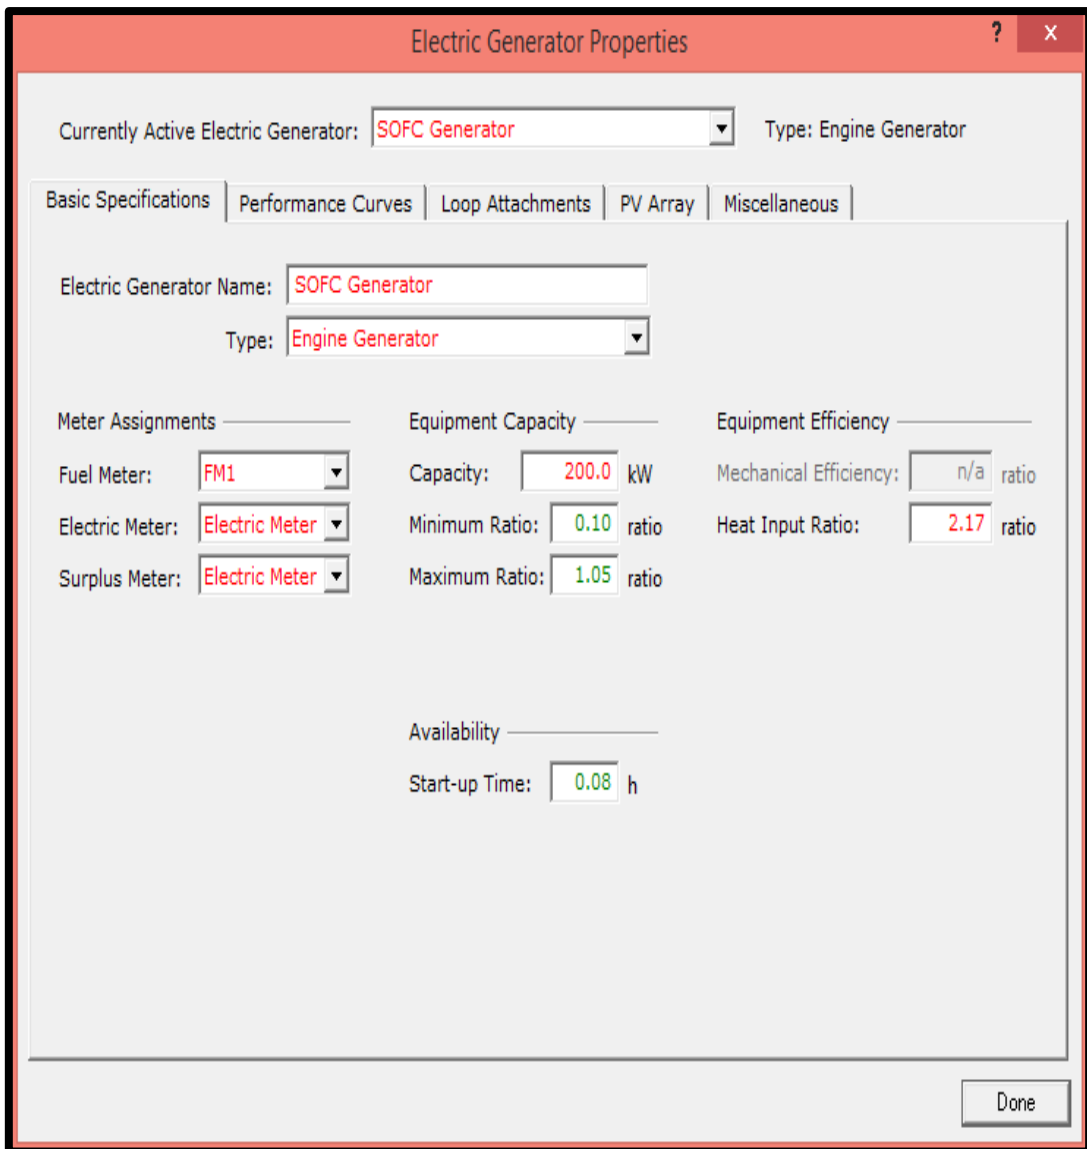 Electric Generator Properties ? X
Currently Active Electric Generator: SOFC Generator Type: Engine Generator
Basic Specifications Performance Curves Loop Attachments PV Array Miscellaneous
Electric Generator Name: SOFC Generator
Type: Engine Generator
Meter Assignments Equipment Capacity Equipment Efficiency
Fuel Meter: FM1 Capacity: 200.0 kW Mechanical Efficiency: n/a ratio
Electric Meter: Electric Meter Minimum Ratio: 0.10 ratio Heat Input Ratio: 2.17 ratio
Surplus Meter: Electric Meter Maximum Ratio: 1.05 ratio
Availability
Start-up Time: 0.08 h
Done